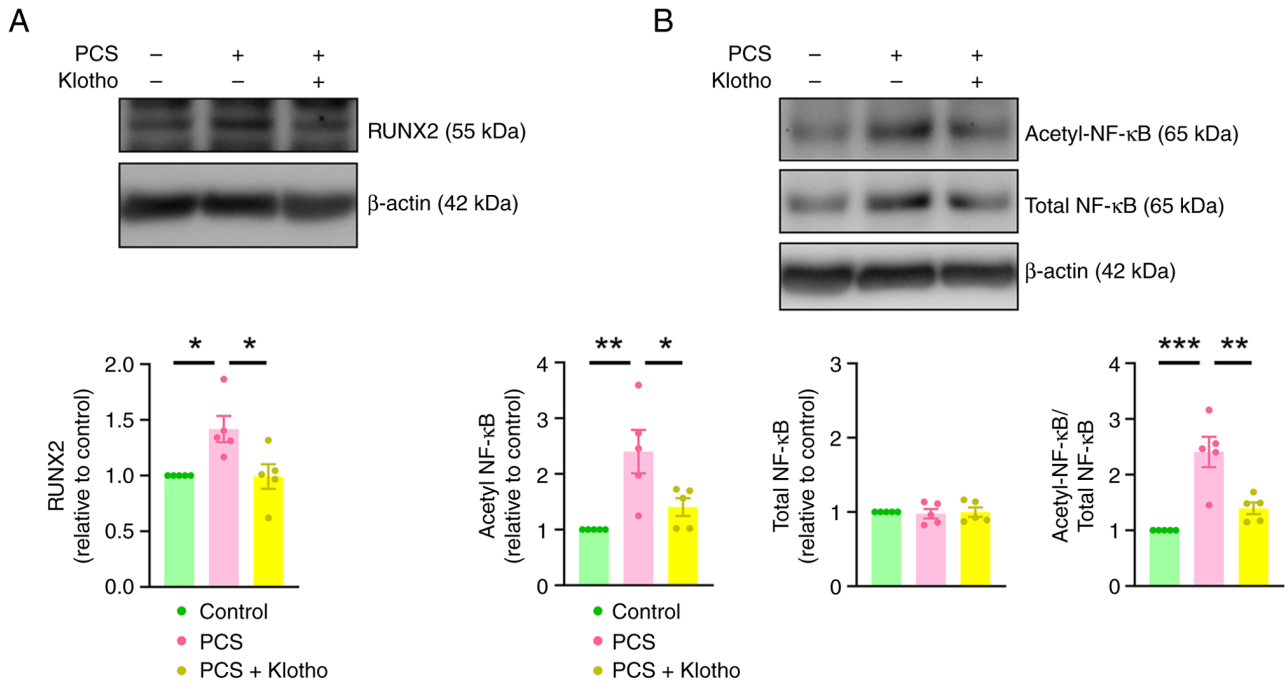 A
PCS − + +
Klotho − − +
RUNX2 (55 kDa)
β-actin (42 kDa)
B
PCS − + +
Klotho − − +
Acetyl-NF-κB (65 kDa)
Total NF-κB (65 kDa)
β-actin (42 kDa)
RUNX2
(relative to control)
2.0
1.5
1.0
0.5
0.0
* *
Control
PCS
PCS + Klotho
Acetyl NF-κB
(relative to control)
4
3
2
1
0
** *
Control
PCS
PCS + Klotho
Total NF-κB
(relative to control)
3
2
1
0
Acetyl-NF-κB/
Total NF-κB
4
3
2
1
0
*** **